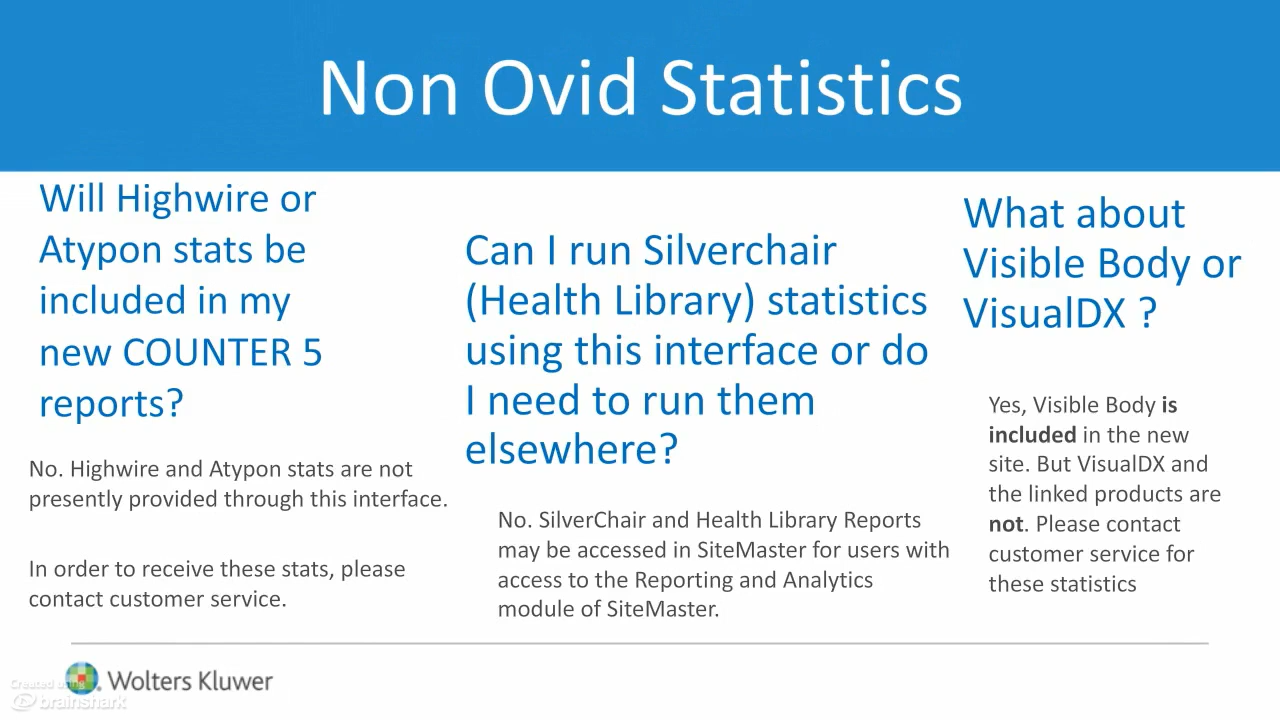 Non Ovid Statistics
Will Highwire or
Atypon stats be
included in my
new COUNTER 5
reports?
No. Highwire and Atypon stats are not
presently provided through this interface.
In order to receive these stats, please
contact customer service.
Can I run Silverchair
(Health Library) statistics
using this interface or do
I need to run them
elsewhere?
No. SilverChair and Health Library Reports
may be accessed in SiteMaster for users with
access to the Reporting and Analytics
module of SiteMaster.
What about
Visible Body or
VisualDX ?
Yes, Visible Body is
included in the new
site. But VisualDX and
the linked products are
not. Please contact
customer service for
these statistics
Wolters Kluwer
Created using
brainshark